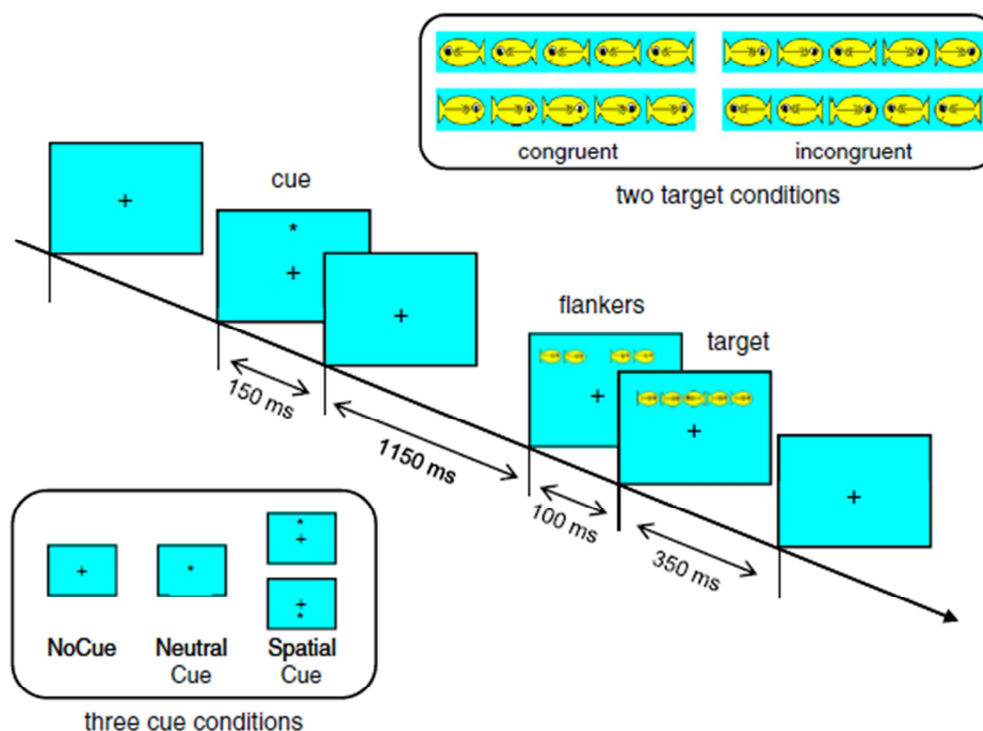 congruent
incongruent
two target conditions
cue
*
+
+
+
flankers
target
+
+
+
150 ms
1150 ms
100 ms
350 ms
+
*
*
+
+
*
NoCue
Neutral
Cue
Spatial
Cue
three cue conditions